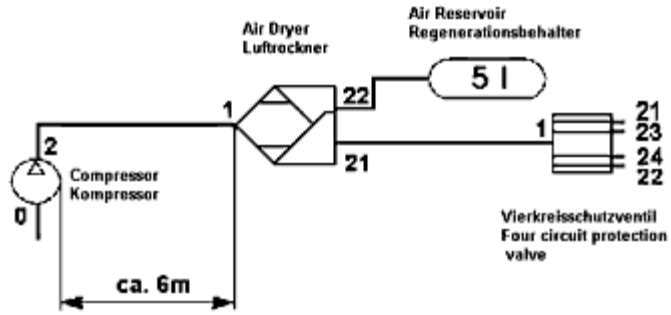 Air Dryer
Luftrockner
Air Reservoir
Regenerationsbehalter
5 l
1
22
21
1
21
23
24
22
2
0
Compressor
Kompressor
Vierkreisschutzventil
Four circuit protection
valve
ca. 6m